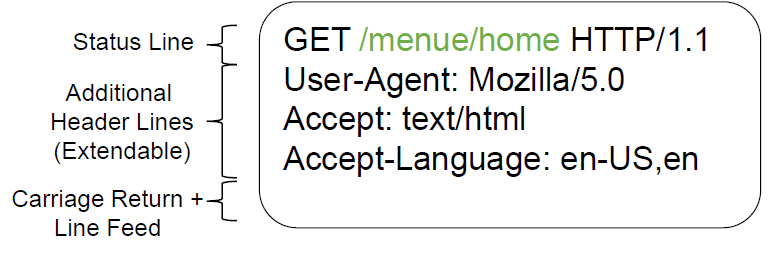 Status Line
GET /menue/home HTTP/1.1
Additional
Header Lines
(Extendable)
User-Agent: Mozilla/5.0
Accept: text/html
Accept-Language: en-US,en
Carriage Return +
Line Feed